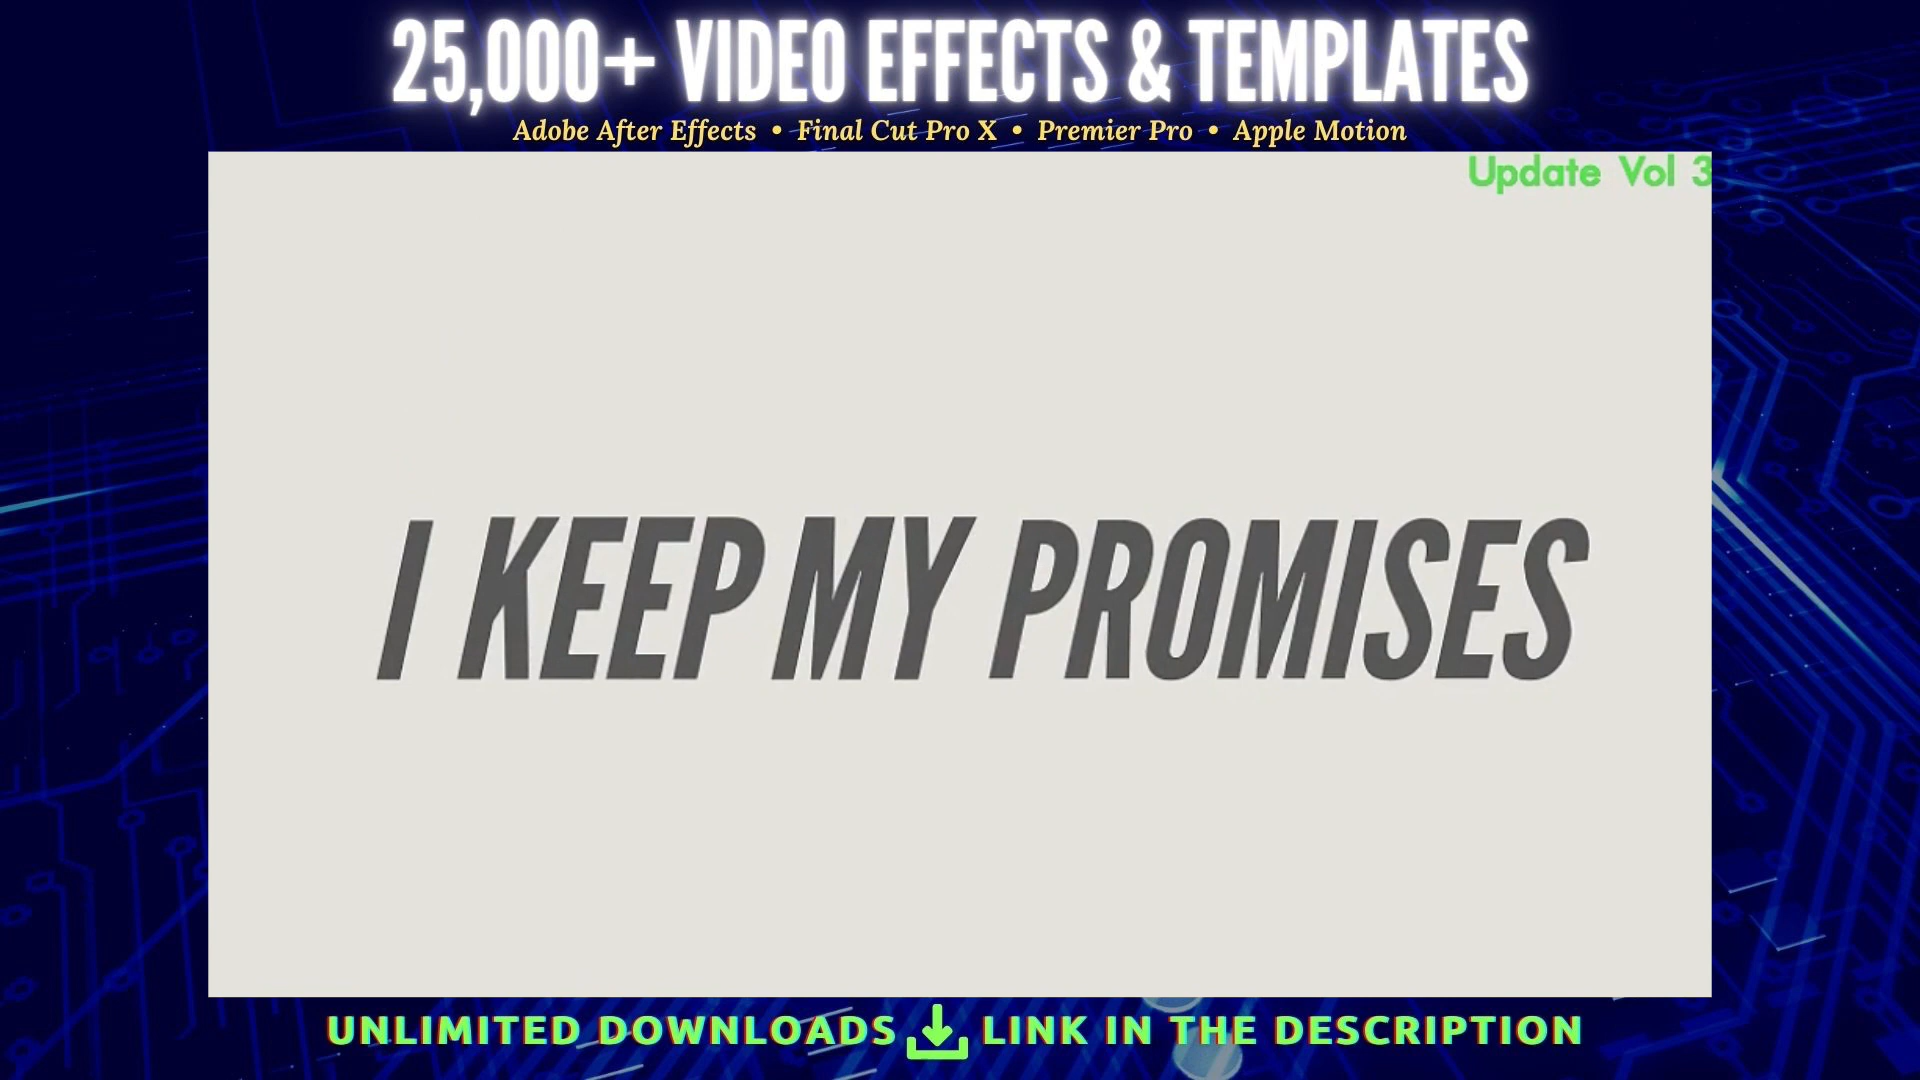 25,000+ VIDEO EFFECTS & TEMPLATES
Adobe After Effects • Final Cut Pro X • Premier Pro • Apple Motion
Update Vol 3
I KEEP MY PROMISES
UNLIMITED DOWNLOADS LINK IN THE DESCRIPTION